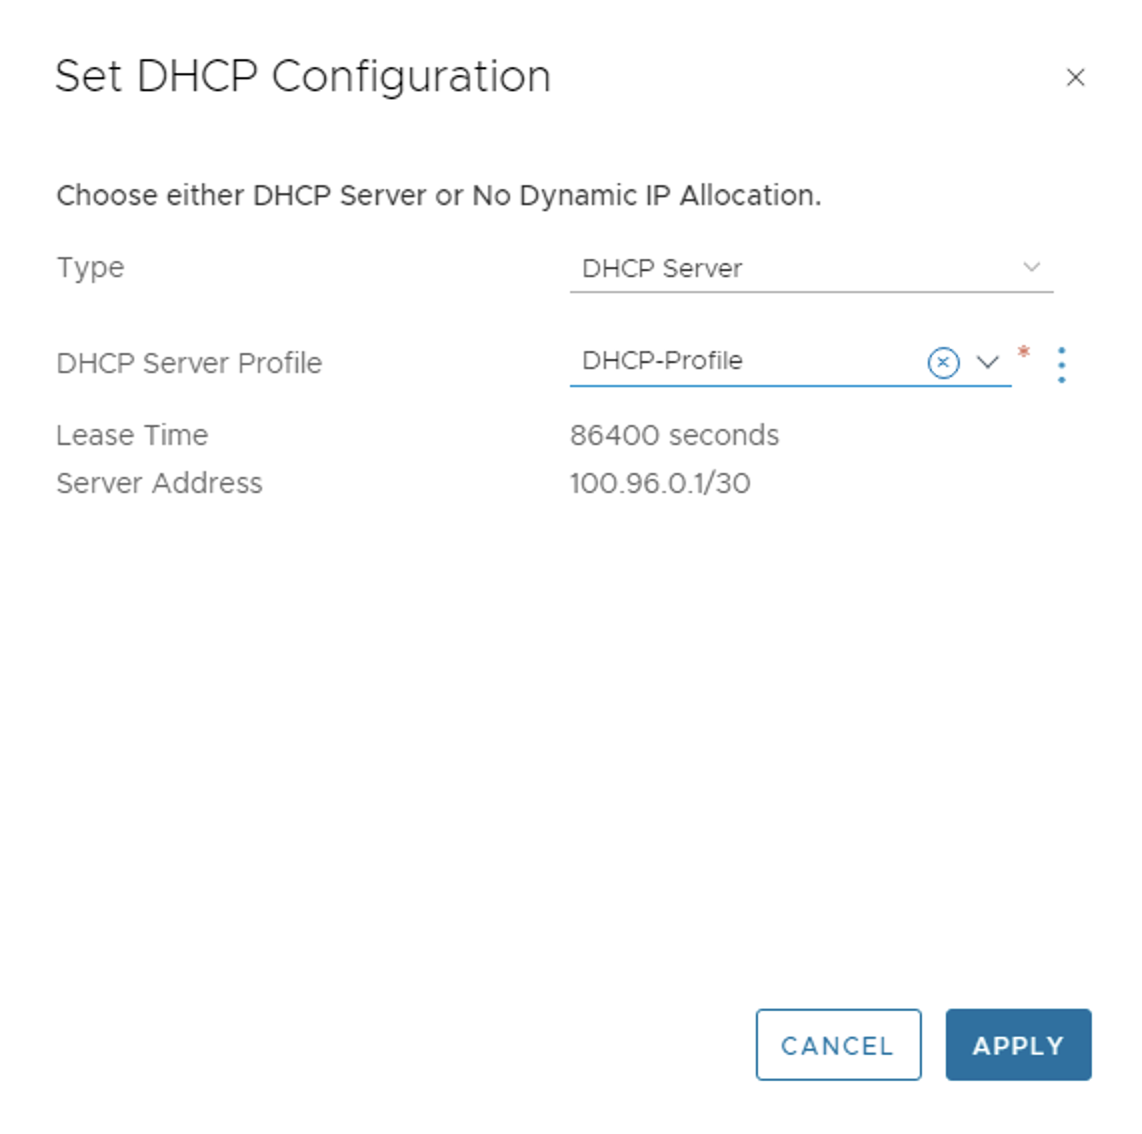 Set DHCP Configuration
Choose either DHCP Server or No Dynamic IP Allocation.
Type DHCP Server
DHCP Server Profile DHCP-Profile *
Lease Time 86400 seconds
Server Address 100.96.0.1/30
CANCEL APPLY